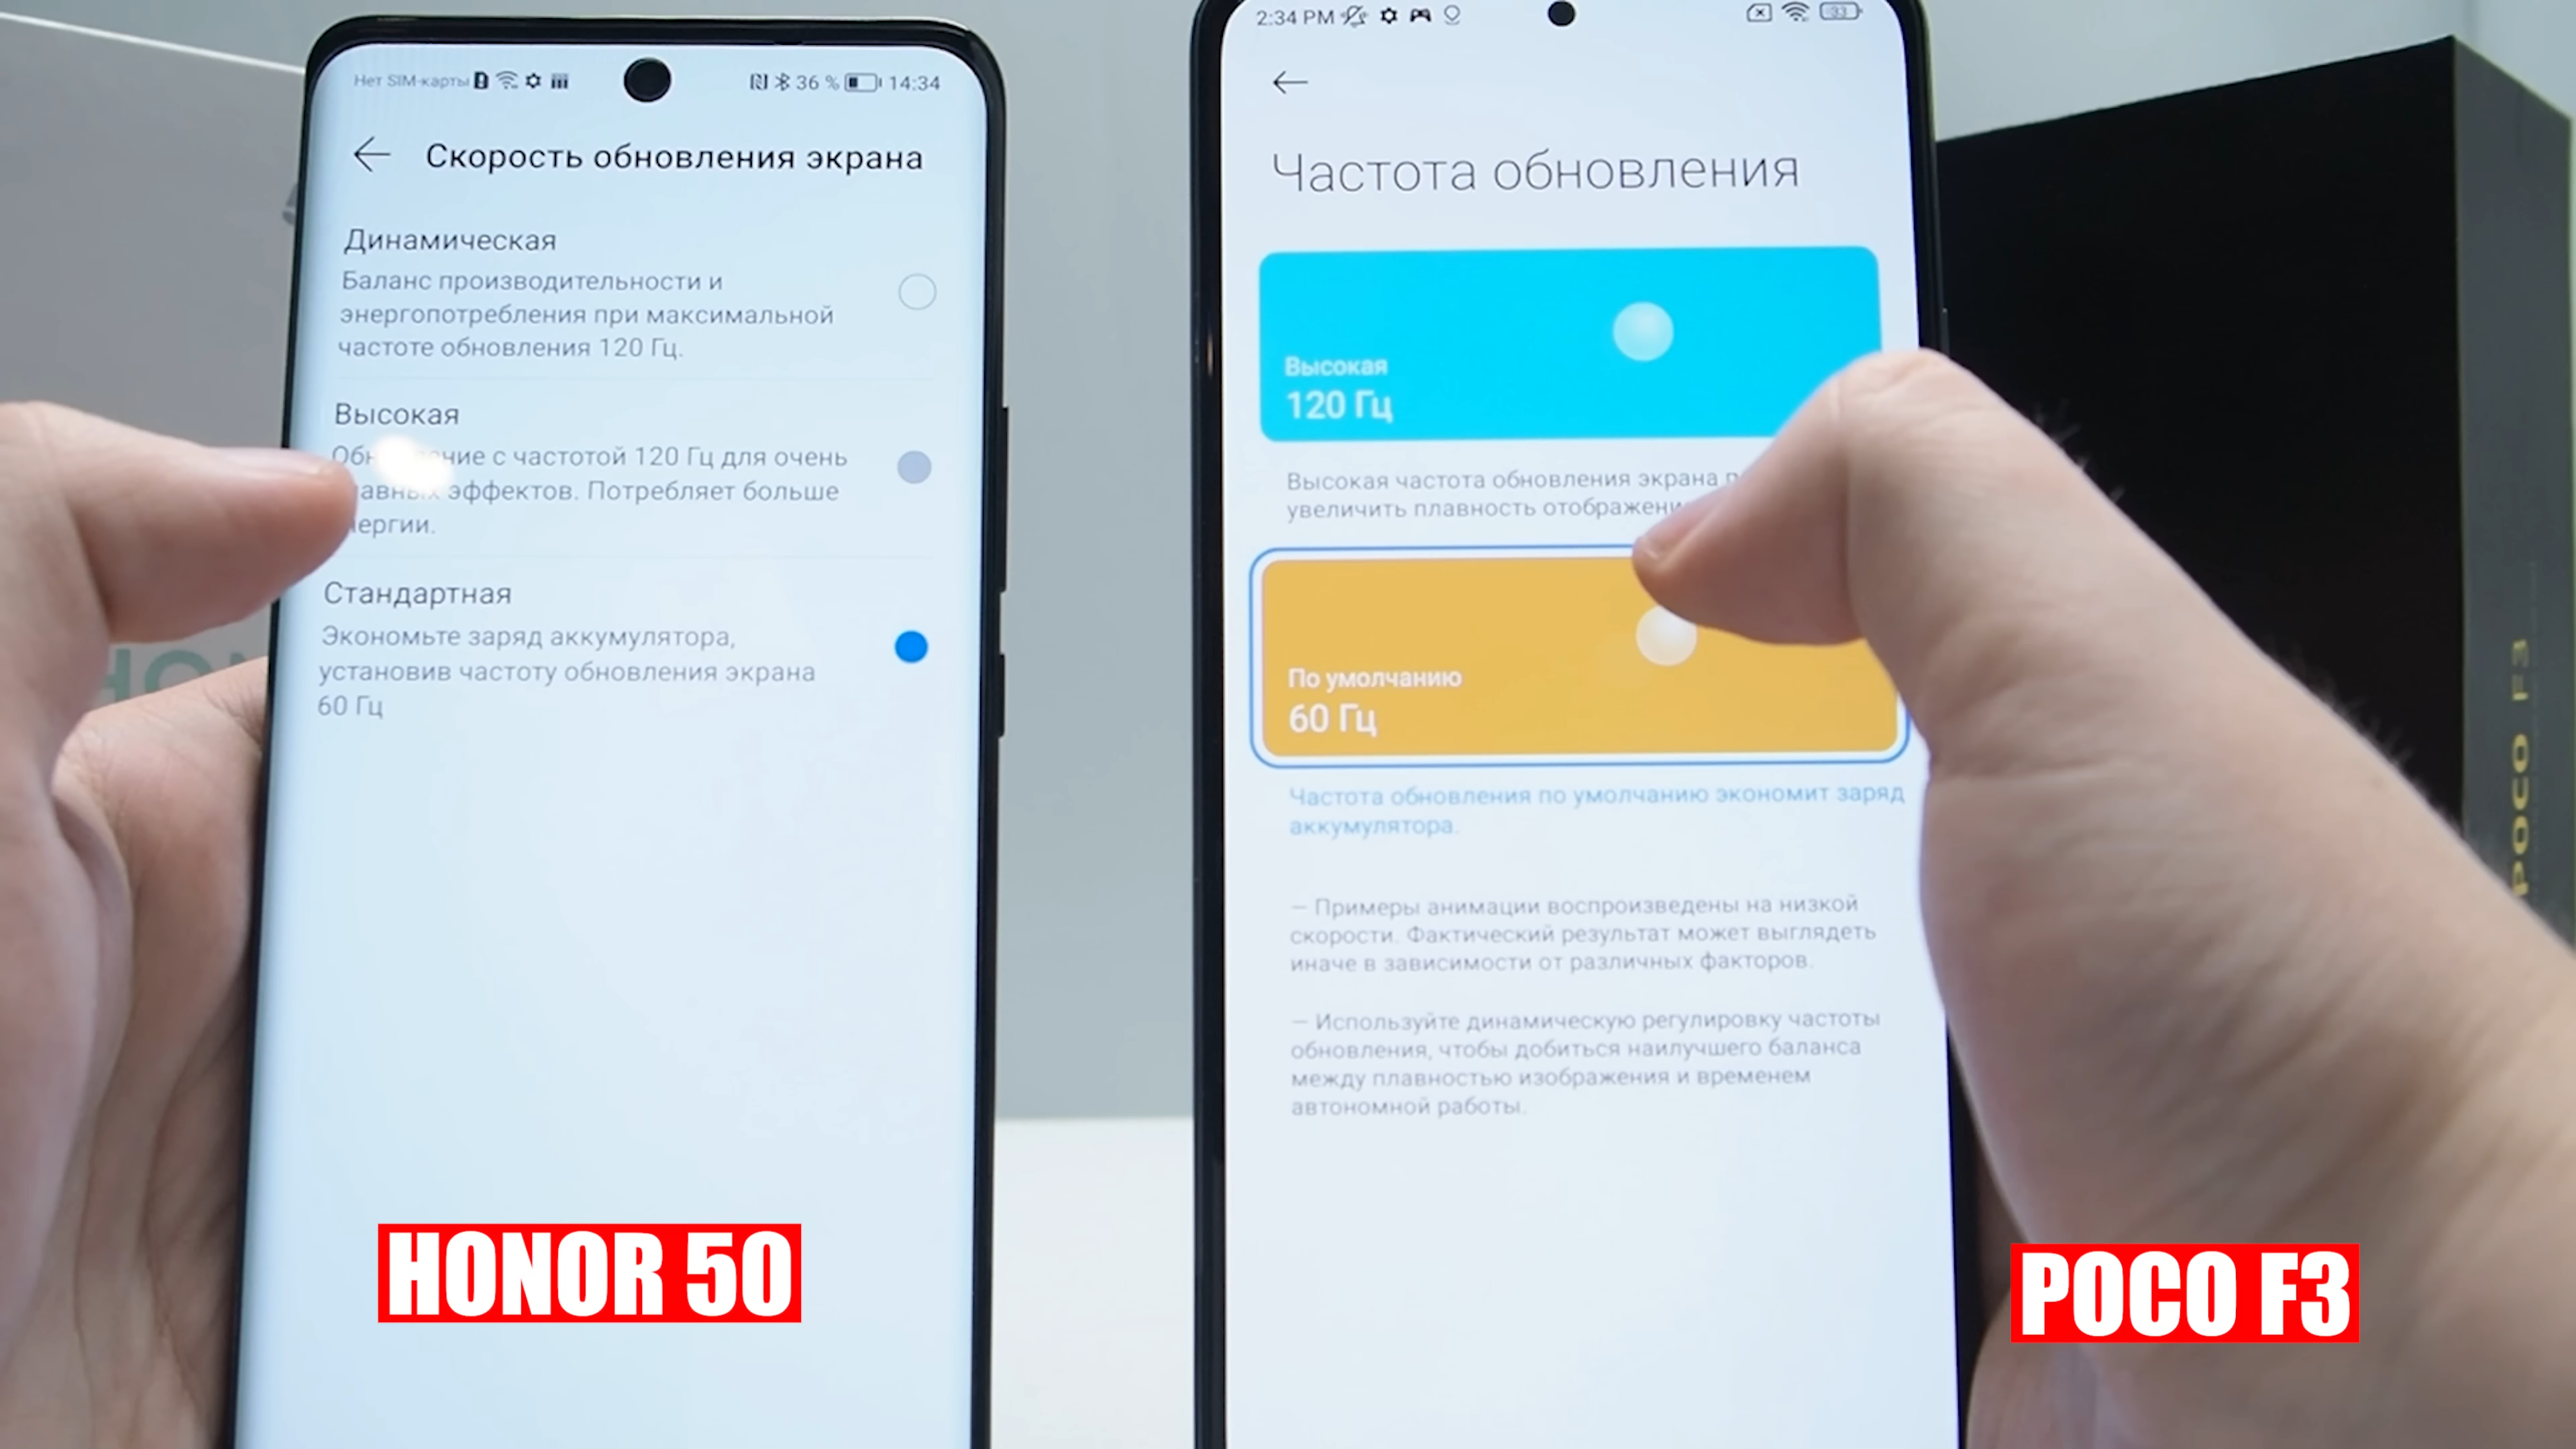 Нет SIM-карты 36 % 14:34
Скорость обновления экрана
Динамическая
Баланс производительности и
энергопотребления при максимальной
частоте обновления 120 Гц.
Высокая
с частотой 120 Гц для очень
эффектов. Потребляет больше
Стандартная
Экономьте заряд аккумулятора,
установив частоту обновления экрана
60 Гц
HONOR 50
2:34 PM 33
Частота обновления
Высокая
120 Гц
Высокая частота обновления экрана
увеличить плавность
По умолчанию
60 Гц
Частота обновления по умолчанию экономит заряд
аккумулятора.
— Примеры анимации воспроизведены на низкой
скорости. Фактический результат может выглядеть
иначе в зависимости от различных факторов.
— Используйте динамическую регулировку частоты
обновления, чтобы добиться наилучшего баланса
между плавностью изображения и временем
автономной работы.
POCO F3
POCO F3